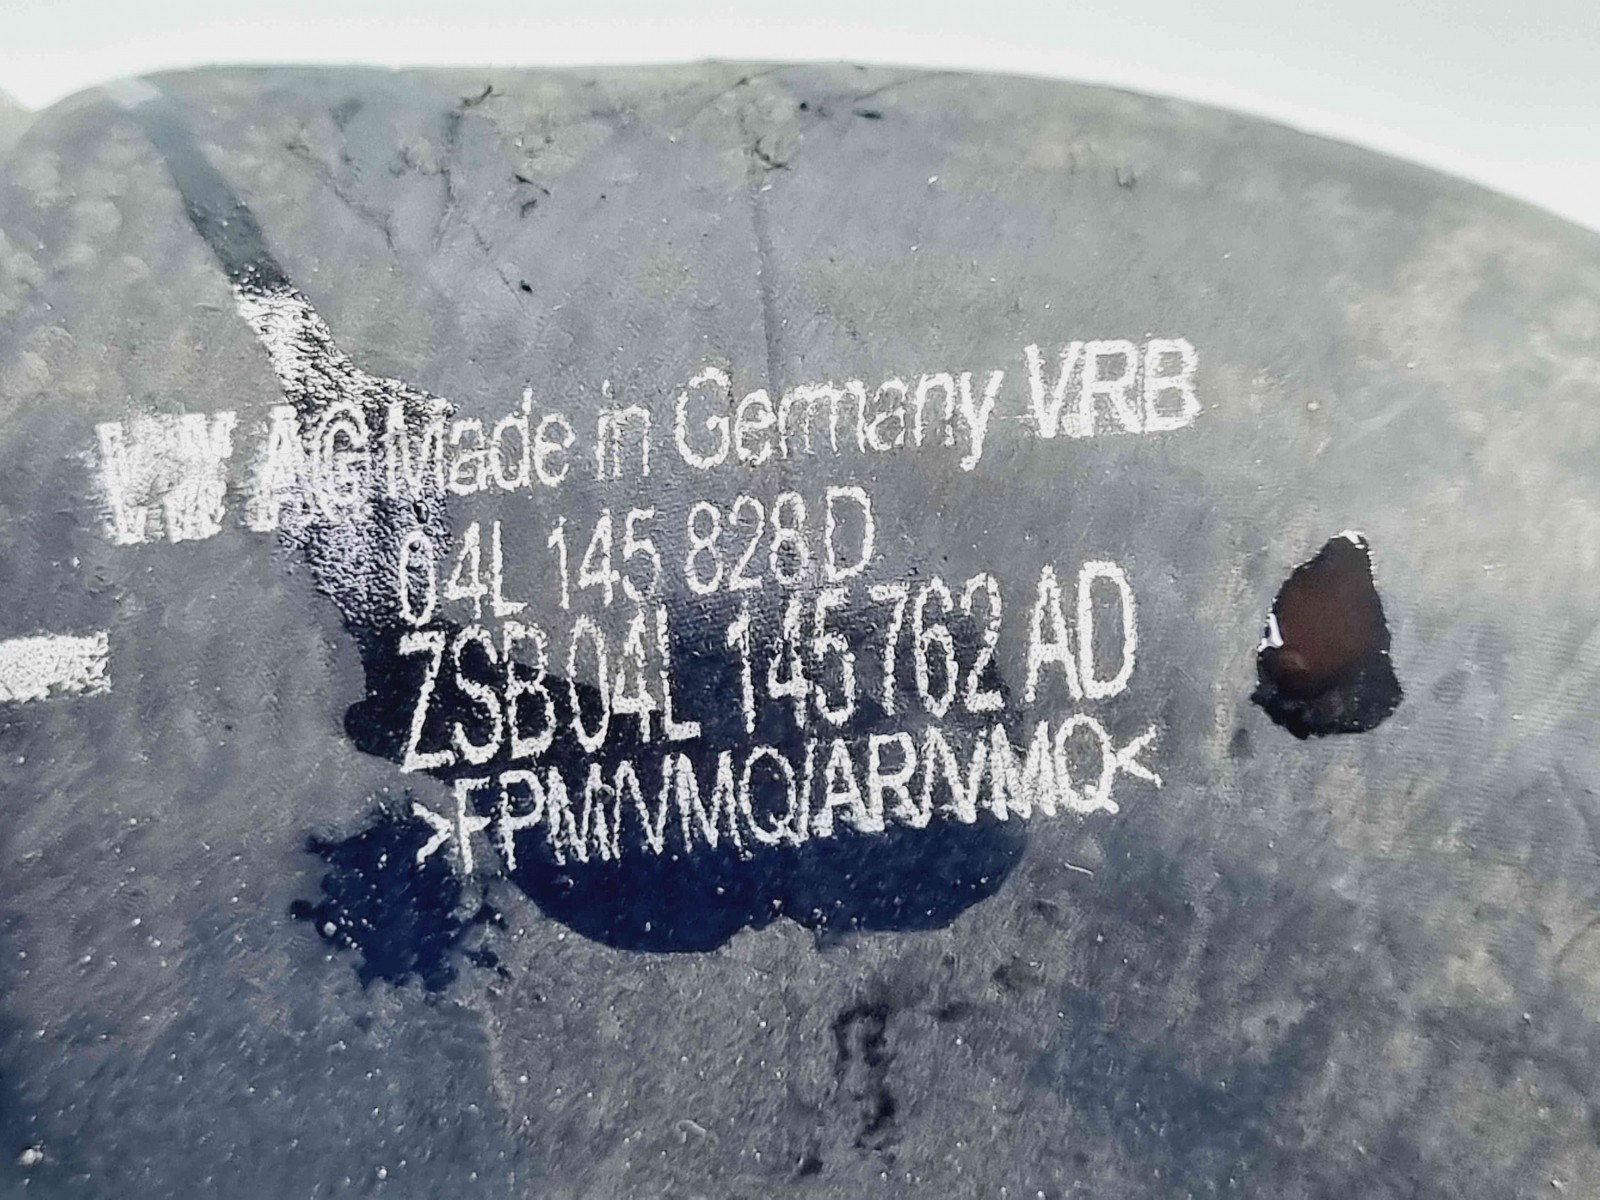 VW AG Made in Germany VRB
04L 145 828 D
ZSB 04L 145 762 AD
>FPM/VMQ/AR/VMQ<